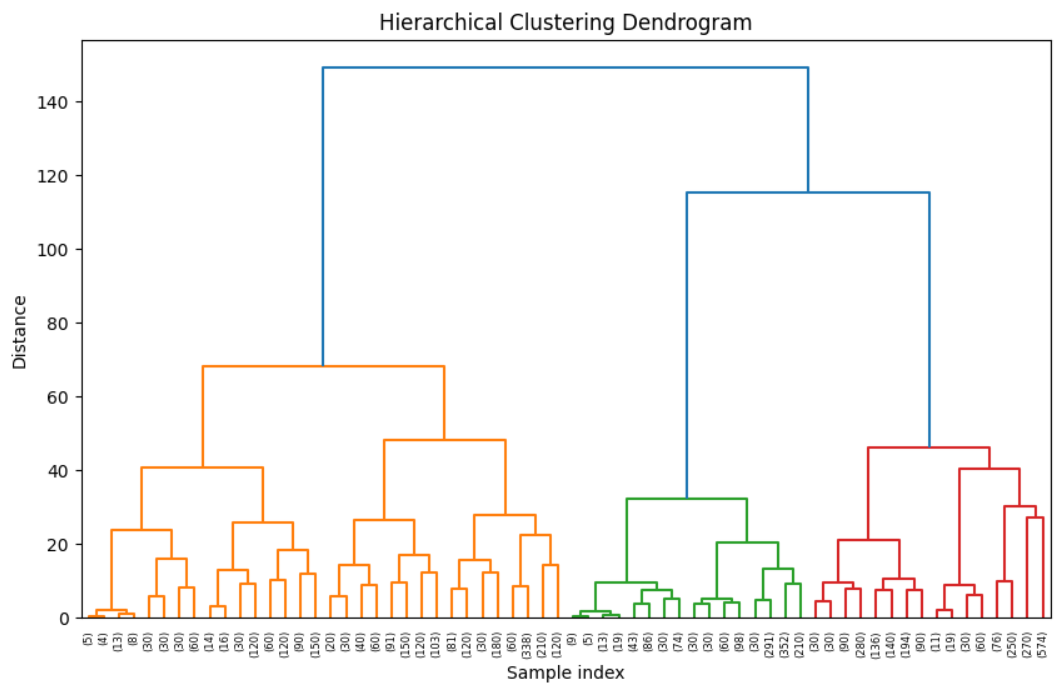 Hierarchical Clustering Dendrogram
140
120
100
80
60
40
20
0
Distance
(5) (4) (13) (8) (30) (30) (30) (60) (14) (16) (30) (120) (60) (120) (90) (150) (20) (30) (40) (60) (91) (150) (120) (103) (81) (120) (30) (180) (60) (338) (210) (120) (9) (5) (13) (19) (43) (86) (30) (74) (30) (30) (60) (98) (30) (291) (352) (210) (30) (30) (90) (280) (136) (140) (194) (90) (11) (19) (30) (60) (76) (250) (270) (574)
Sample index